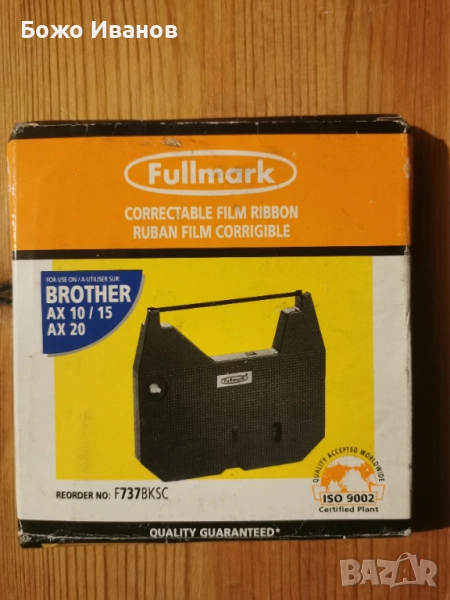 Божо Иванов
Fullmark
CORRECTABLE FILM RIBBON
RUBAN FILM CORRIGIBLE
FOR USE ON / A UTILISER SUR
BROTHER
AX 10 / 15
AX 20
Fullmark
QUALITY ACCEPTED WORLDWIDE
ISO 9002
Certified Plant
REORDER NO: F737BKSC
QUALITY GUARANTEED*
BAZAR